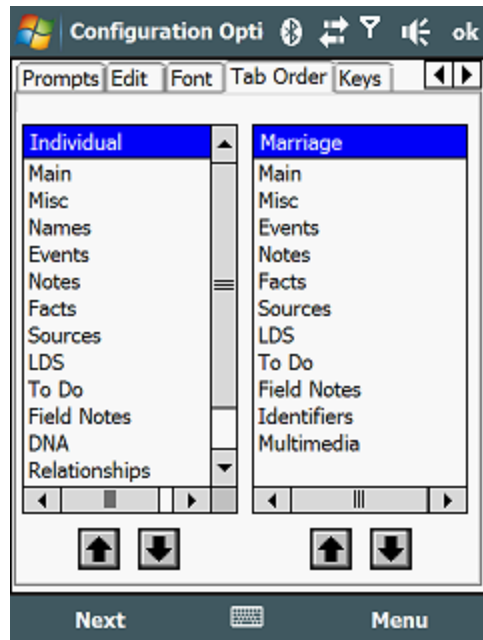 Configuration Opti ok
Prompts Edit Font Tab Order Keys
Individual
Main
Misc
Names
Events
Notes
Facts
Sources
LDS
To Do
Field Notes
DNA
Relationships
Marriage
Main
Misc
Events
Notes
Facts
Sources
LDS
To Do
Field Notes
Identifiers
Multimedia
Next Menu